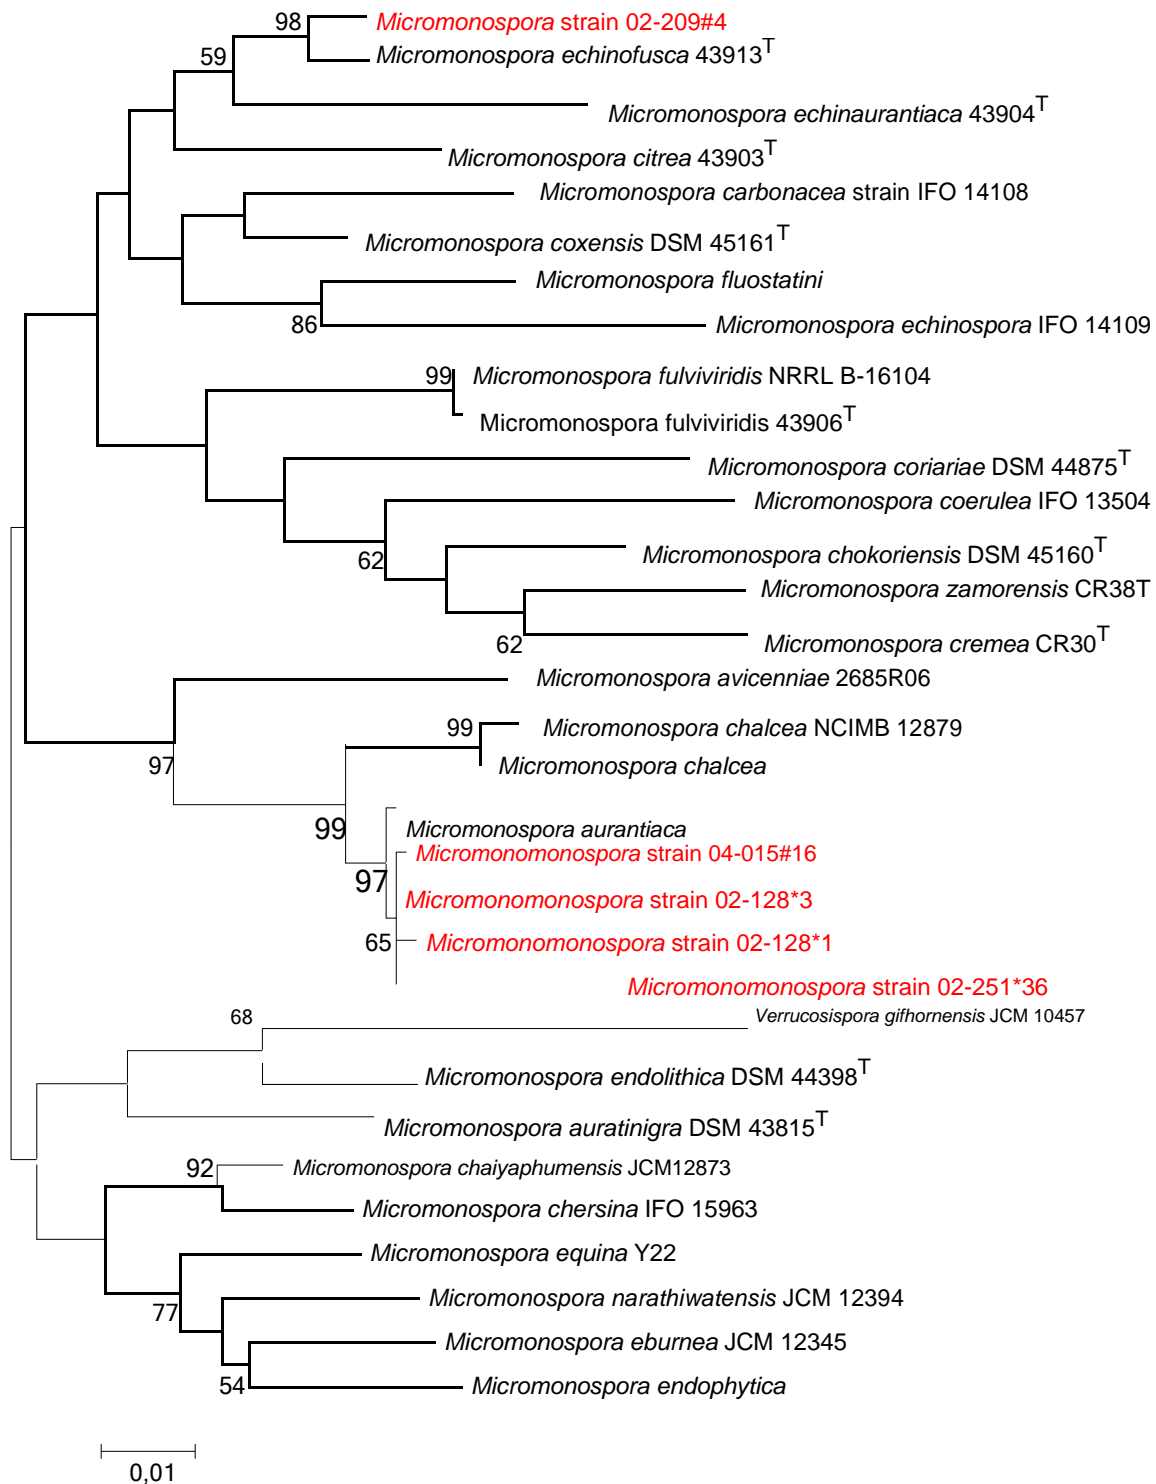 98
Micromonospora strain 02-209#4
59
Micromonospora echinofusca 43913T
Micromonospora echinaurantiaca 43904T
Micromonospora citrea 43903T
Micromonospora carbonacea strain IFO 14108
Micromonospora coxensis DSM 45161T
Micromonospora fluostatini
86
Micromonospora echinospora IFO 14109
99
Micromonospora fulviviridis NRRL B-16104
Micromonospora fulviviridis 43906T
Micromonospora coriariae DSM 44875T
Micromonospora coerulea IFO 13504
62
Micromonospora chokoriensis DSM 45160T
Micromonospora zamorensis CR38T
62
Micromonospora cremea CR30T
Micromonospora avicenniae 2685R06
99
Micromonospora chalcea NCIMB 12879
97
Micromonospora chalcea
99
Micromonospora aurantiaca
Micromonomonospora strain 04-015#16
97
Micromonomonospora strain 02-128*3
65
Micromonomonospora strain 02-128*1
Micromonomonospora strain 02-251*36
68
Verrucosispora gifhornensis JCM 10457
Micromonospora endolithica DSM 44398T
Micromonospora auratinigra DSM 43815T
92
Micromonospora chaiyaphumensis JCM12873
Micromonospora chersina IFO 15963
Micromonospora equina Y22
77
Micromonospora narathiwatensis JCM 12394
Micromonospora eburnea JCM 12345
54
Micromonospora endophytica
0,01